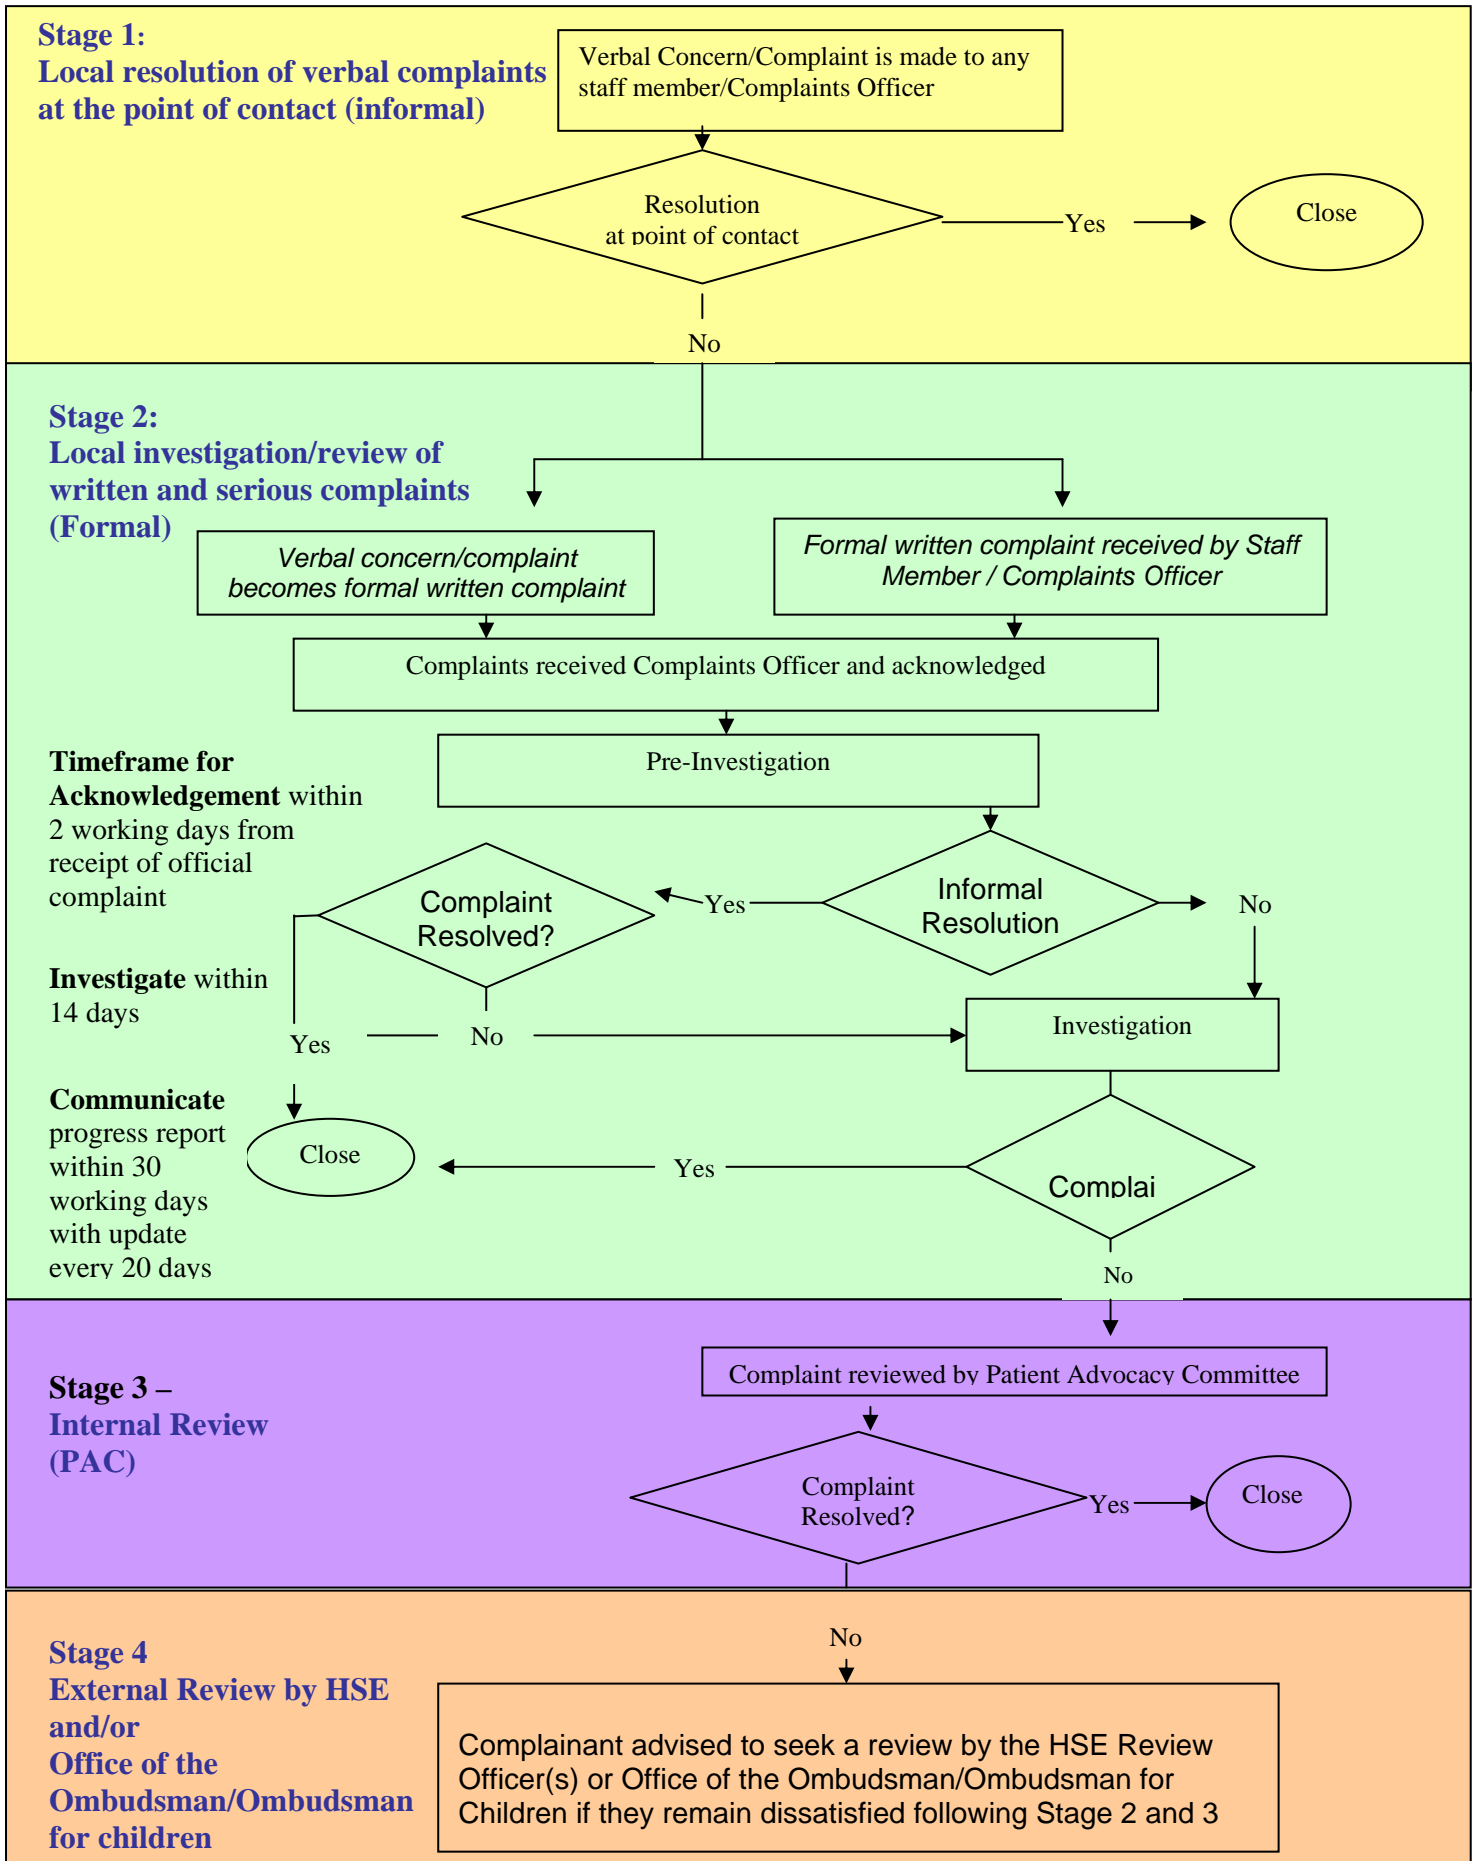 Stage 1:
Local resolution of verbal complaints
at the point of contact (informal)
Verbal Concern/Complaint is made to any
staff member/Complaints Officer
Resolution
at point of contact
Yes
Close
No
Stage 2:
Local investigation/review of
written and serious complaints
(Formal)
Verbal concern/complaint
becomes formal written complaint
Formal written complaint received by Staff
Member / Complaints Officer
Complaints received Complaints Officer and acknowledged
Pre-Investigation
Timeframe for
Acknowledgement within
2 working days from
receipt of official
complaint
Informal
Resolution
Yes
No
Complaint
Resolved?
Investigate within
14 days
Yes
No
Investigation
Communicate
progress report
within 30
working days
with update
every 20 days
Close
Yes
Complai
No
Stage 3 –
Internal Review
(PAC)
Complaint reviewed by Patient Advocacy Committee
Complaint
Resolved?
Yes
Close
Stage 4
External Review by HSE
and/or
Office of the
Ombudsman/Ombudsman
for children
No
Complainant advised to seek a review by the HSE Review
Officer(s) or Office of the Ombudsman/Ombudsman for
Children if they remain dissatisfied following Stage 2 and 3